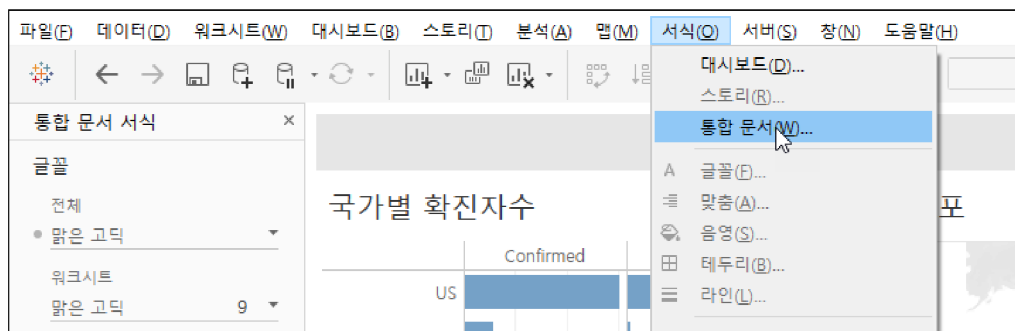 파일(F) 데이터(D) 워크시트(W) 대시보드(B) 스토리(T) 분석(A) 맵(M) 서식(O) 서버(S) 창(N) 도움말(H)
대시보드(D)...
스토리(R)...
통합 문서(W)...
글꼴(F)...
맞춤(A)...
음영(S)...
테두리(B)...
라인(L)...
통합 문서 서식
글꼴
전체
맑은 고딕
워크시트
맑은 고딕 9
국가별 확진자수
포
Confirmed
US